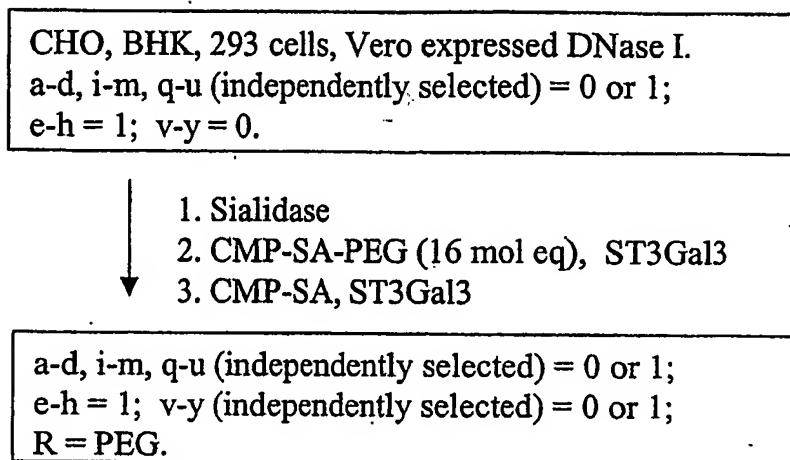 CHO, BHK, 293 cells, Vero expressed DNase I.
a-d, i-m, q-u (independently selected) = 0 or 1;
e-h = 1; v-y = 0.
1. Sialidase
2. CMP-SA-PEG (16 mol eq), ST3Gal3
3. CMP-SA, ST3Gal3
a-d, i-m, q-u (independently selected) = 0 or 1;
e-h = 1; v-y (independently selected) = 0 or 1;
R = PEG.